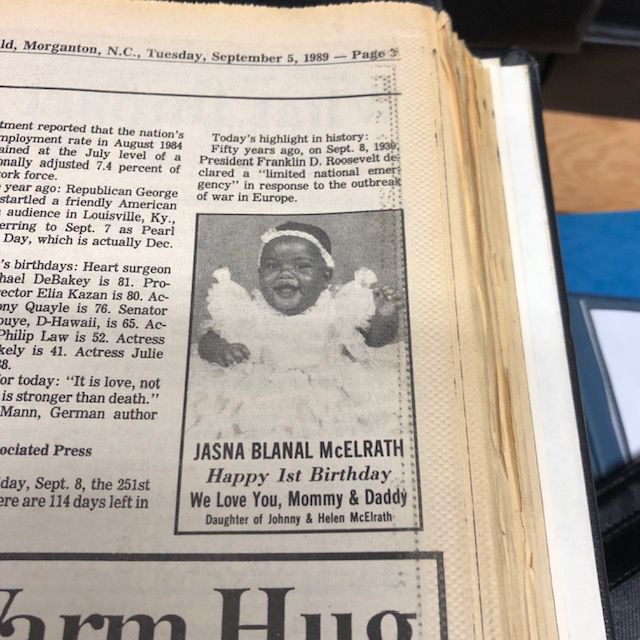 ld, Morganton, N.C., Tuesday, September 5, 1989 — Page 3
tment reported that the nation's
mployment rate in August 1984
ained at the July level of a
onally adjusted 7.4 percent of
ork force.
year ago: Republican George
startled a friendly American
audience in Louisville, Ky.,
erring to Sept. 7 as Pearl
Day, which is actually Dec.
's birthdays: Heart surgeon
hael DeBakey is 81. Pro-
ector Elia Kazan is 80. Ac-
ony Quayle is 76. Senator
ouye, D-Hawaii, is 65. Ac-
Philip Law is 52. Actress
kely is 41. Actress Julie
8.
or today: "It is love, not
is stronger than death."
Mann, German author
ociated Press
day, Sept. 8, the 251st
ere are 114 days left in
Today's highlight in history:
Fifty years ago, on Sept. 8, 1939,
President Franklin D. Roosevelt de-
clared a "limited national emer-
gency" in response to the outbreak
of war in Europe.
JASNA BLANAL McELRATH
Happy 1st Birthday
We Love You, Mommy & Daddy
Daughter of Johnny & Helen McElrath
Warm Hug